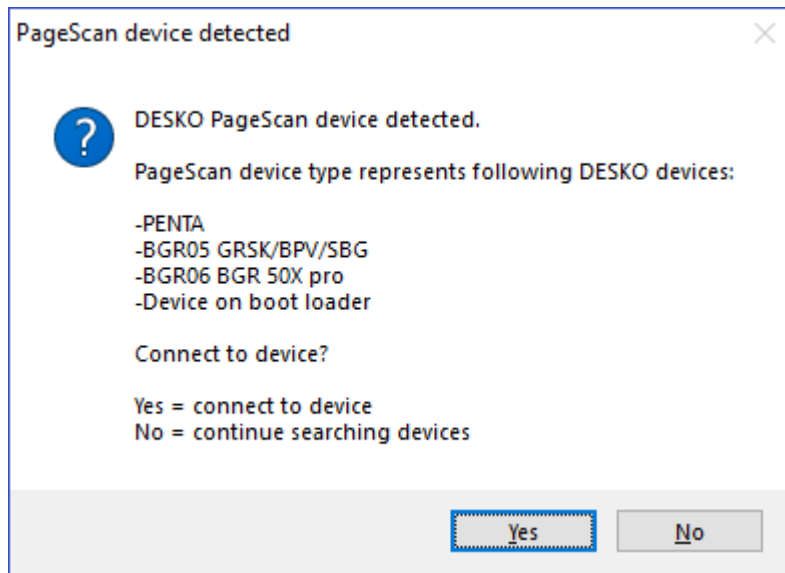 PageScan device detected
DESKO PageScan device detected.
PageScan device type represents following DESKO devices:
-PENTA
-BGR05 GRSK/BPV/SBG
-BGR06 BGR 50X pro
-Device on boot loader
Connect to device?
Yes = connect to device
No = continue searching devices
Yes
No